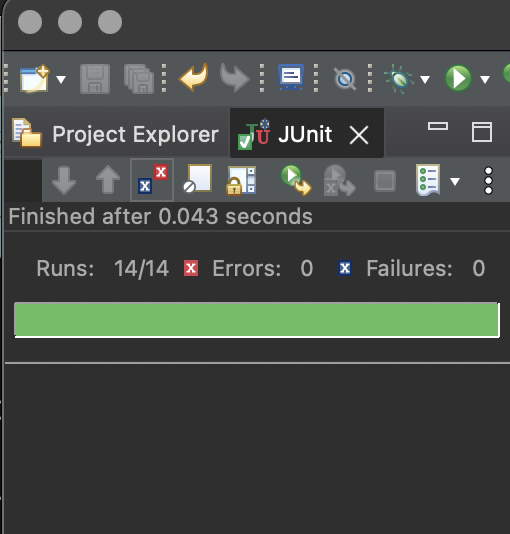 Project Explorer JUnit
Finished after 0.043 seconds
Runs: 14/14 Errors: 0 Failures: 0